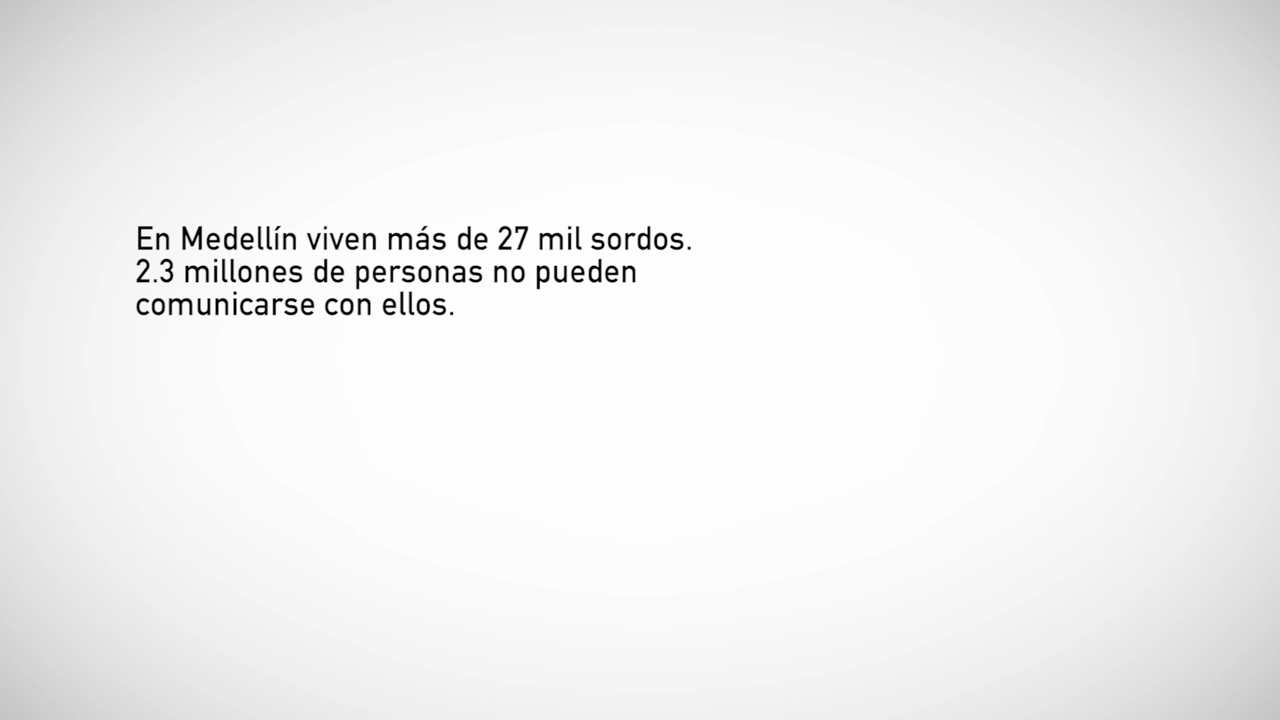 En Medellín viven más de 27 mil sordos.
2.3 millones de personas no pueden
comunicarse con ellos.